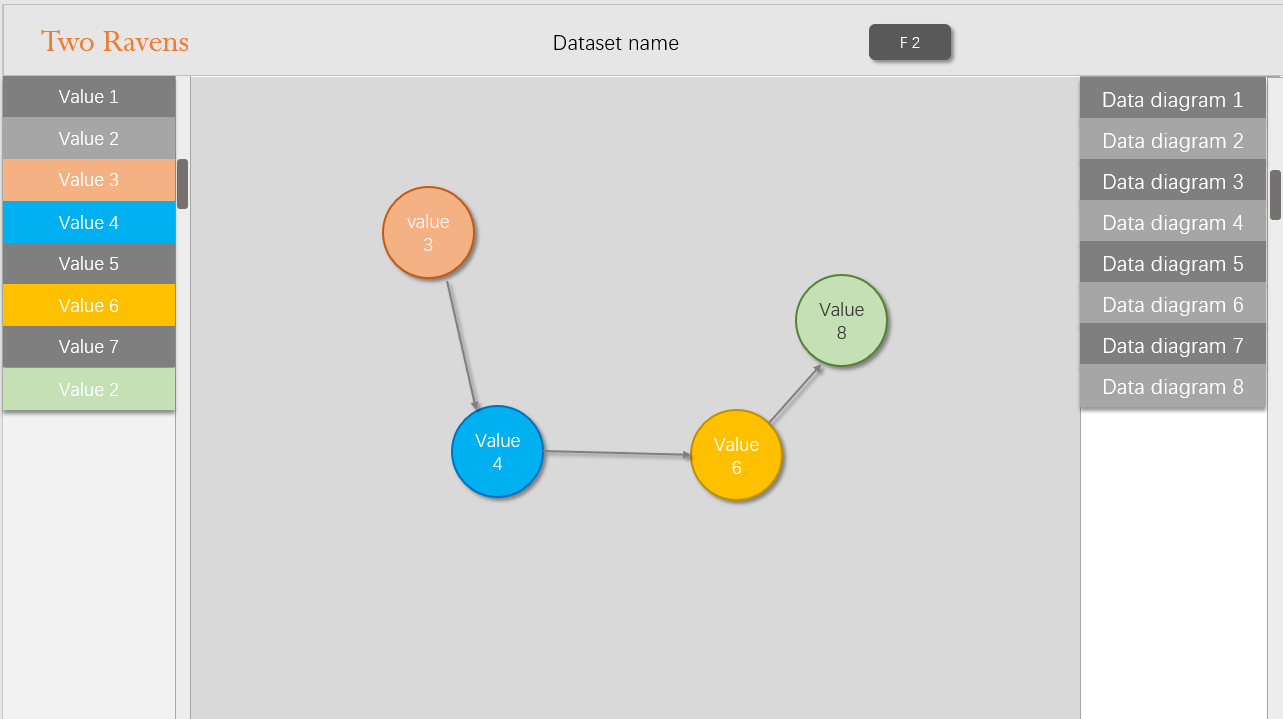 Two Ravens
Dataset name
F 2
Value 1
Value 2
Value 3
Value 4
Value 5
Value 6
Value 7
Value 2
value
3
Value
4
Value
6
Value
8
Data diagram 1
Data diagram 2
Data diagram 3
Data diagram 4
Data diagram 5
Data diagram 6
Data diagram 7
Data diagram 8